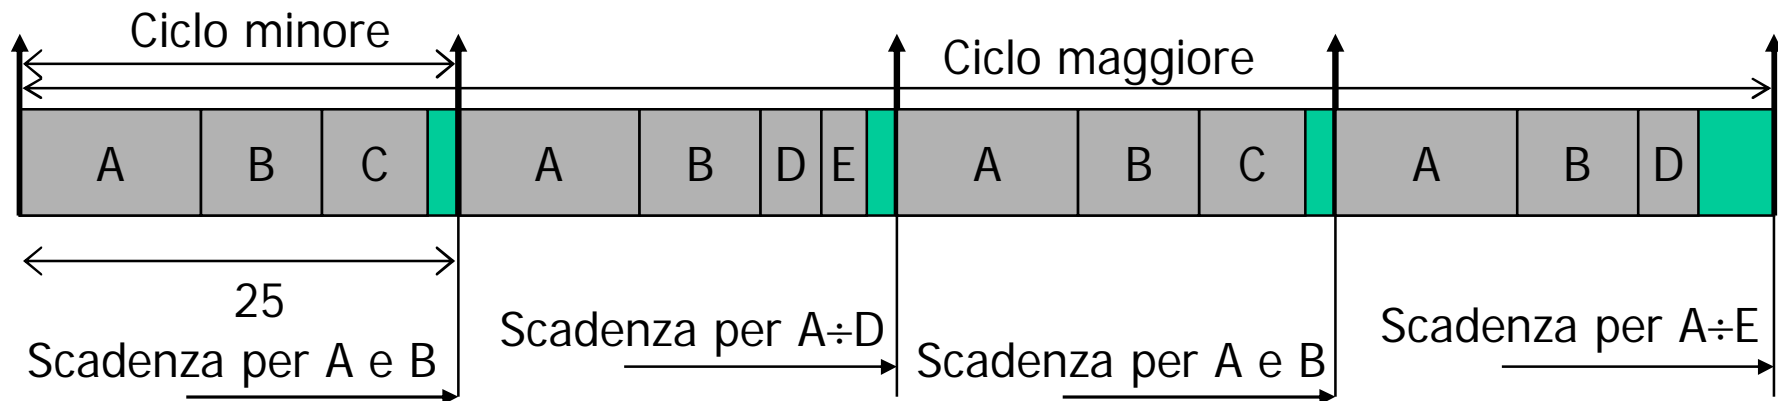 Ciclo minore
Ciclo maggiore
A B C A B D E A B C A B D
25
Scadenza per A e B
Scadenza per A÷D
Scadenza per A e B
Scadenza per A÷E